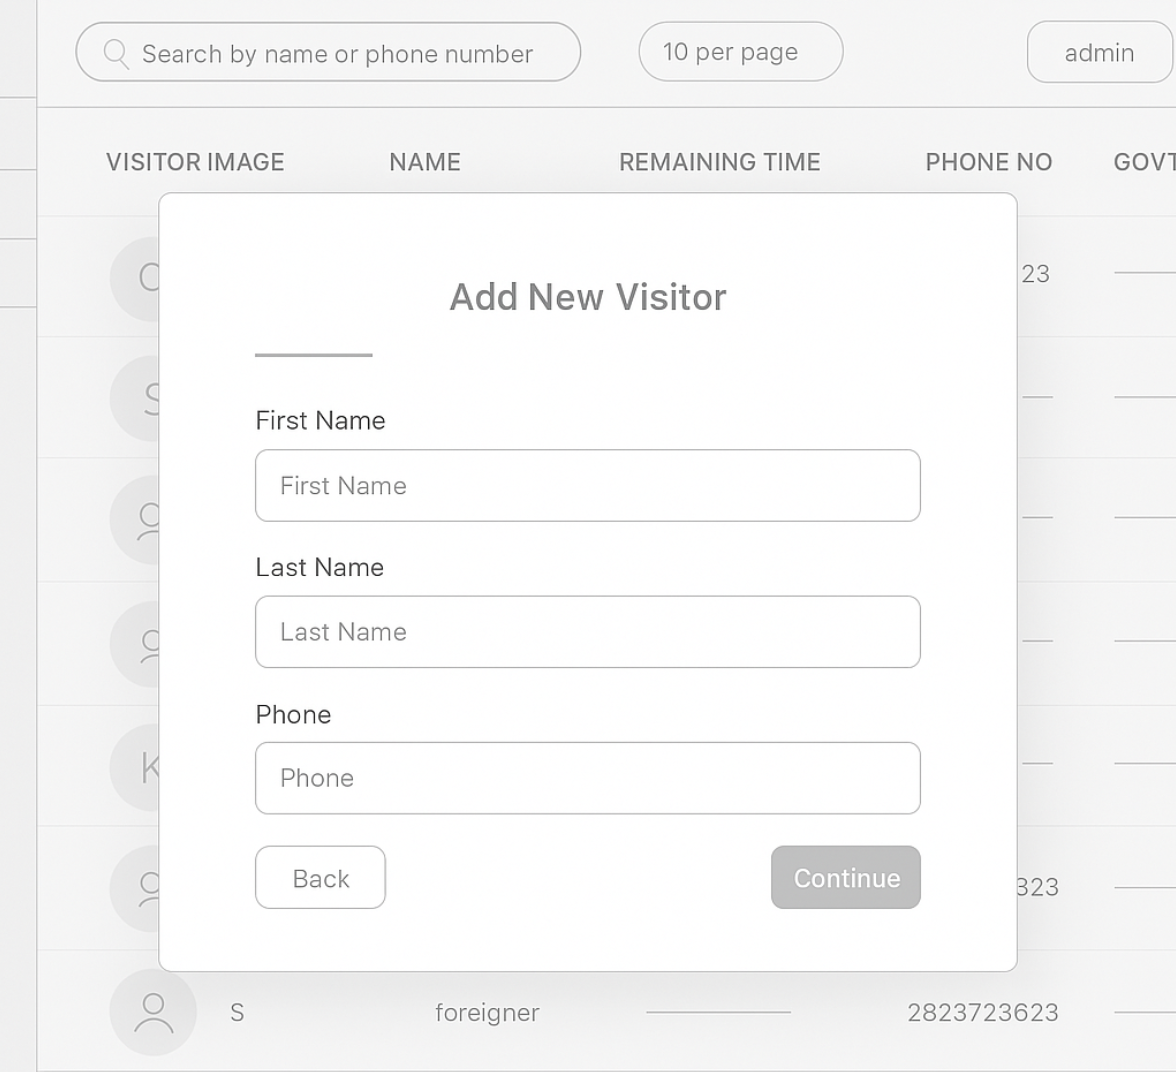 Search by name or phone number
10 per page
admin
VISITOR IMAGE NAME REMAINING TIME PHONE NO GOVT
Add New Visitor
23
First Name
First Name
Last Name
Last Name
Phone
Phone
K
Back Continue
323
S foreigner 2823723623